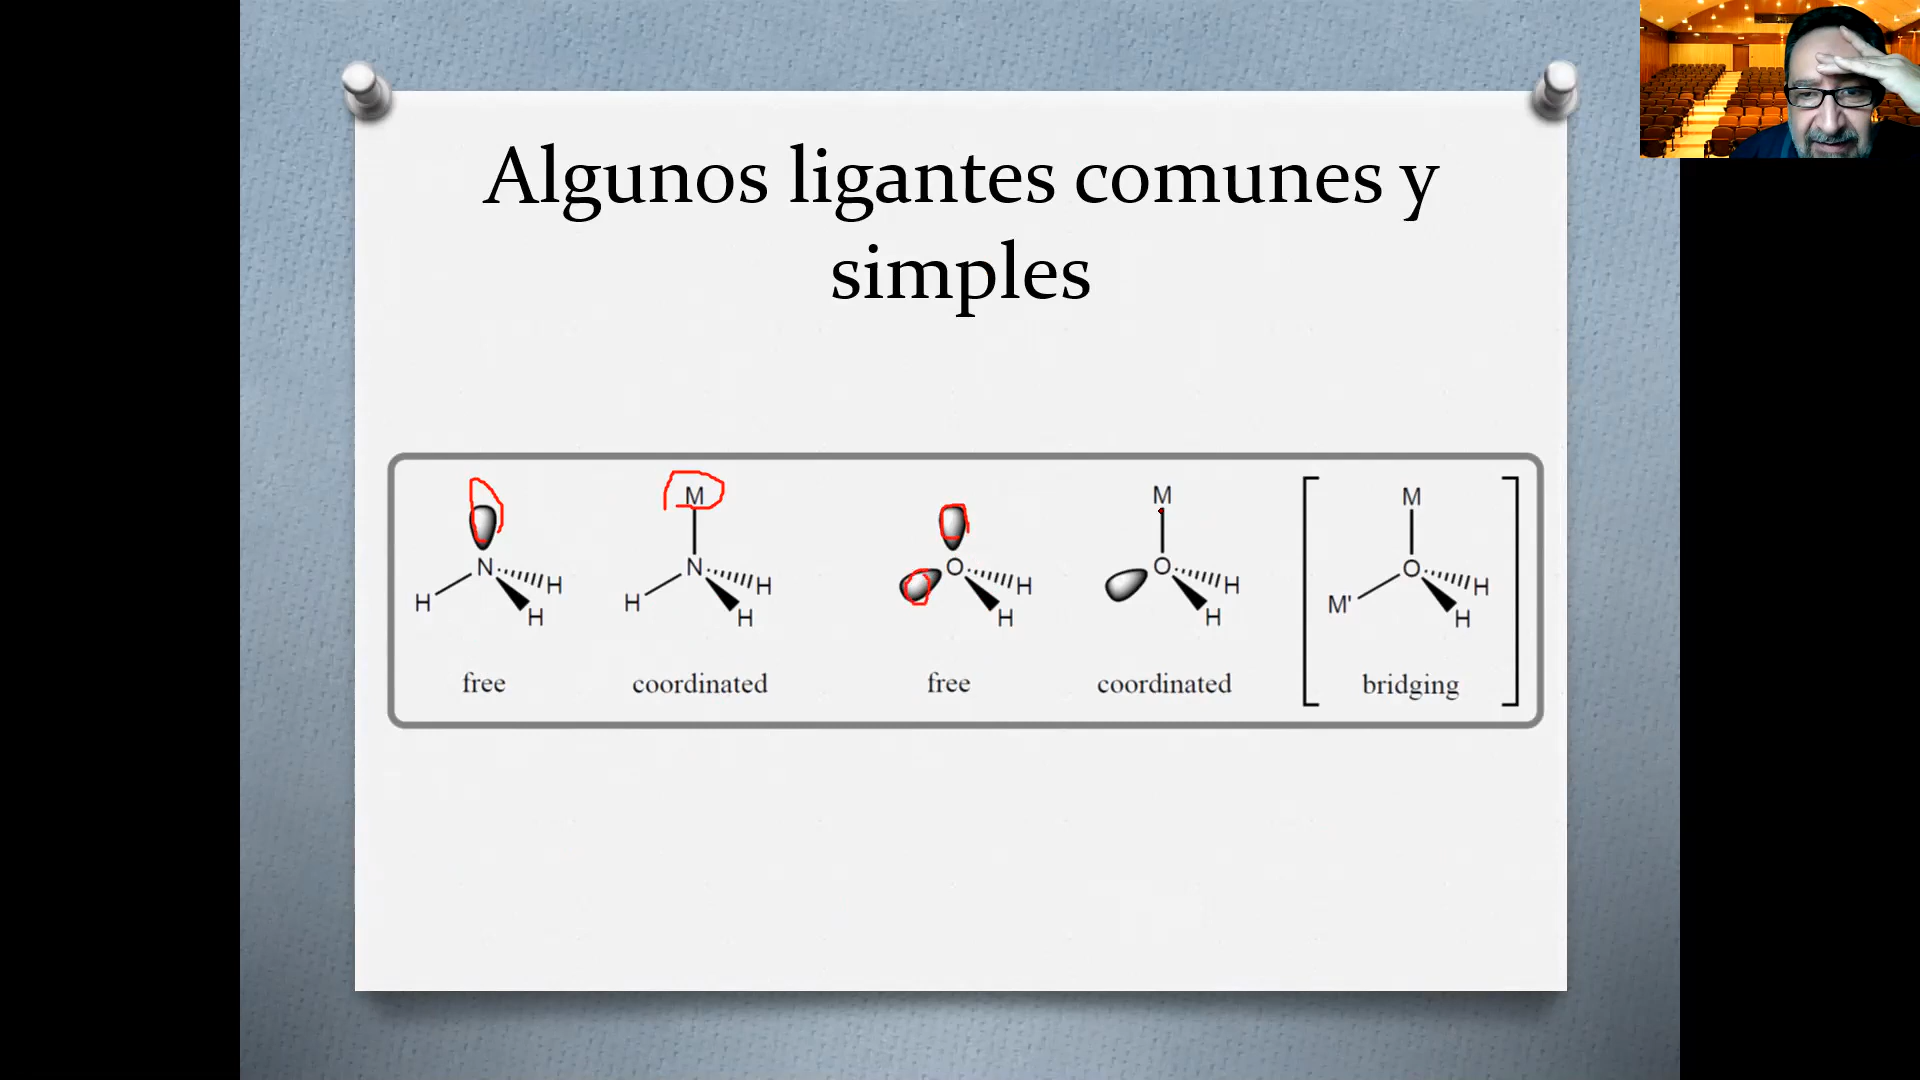 Algunos ligantes comunes y
simples
N
H
H
H
free
M
N
H
H
H
coordinated
O
H
H
free
M
O
H
H
coordinated
M
O
M'
H
H
bridging